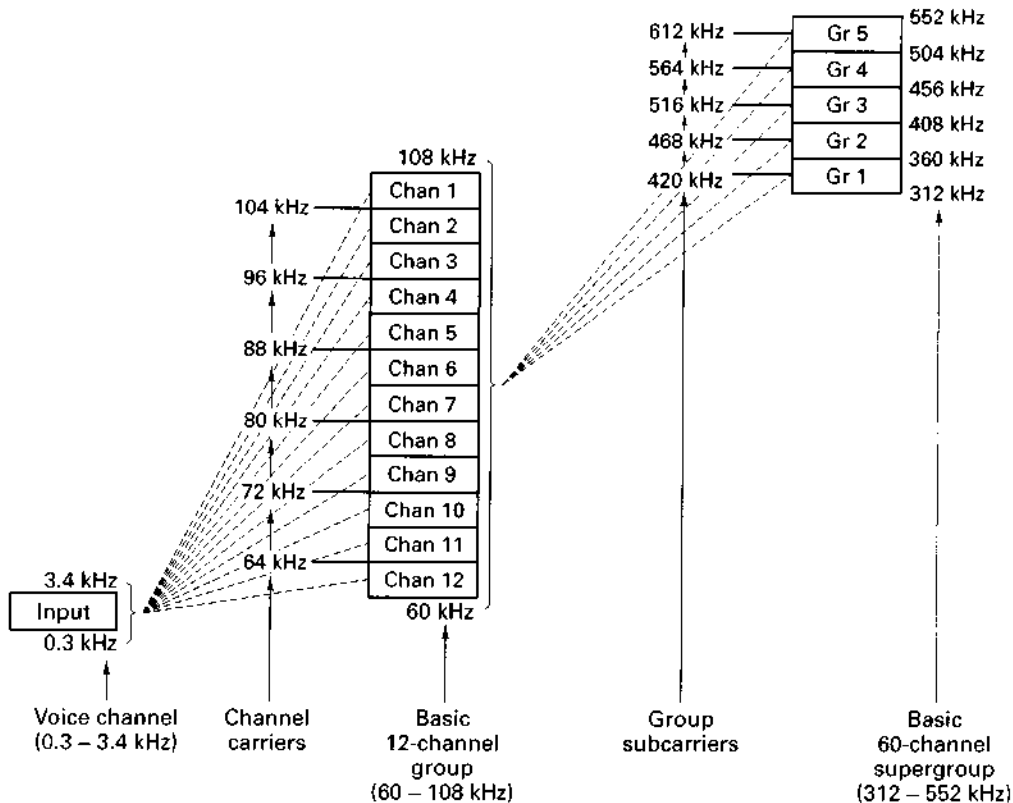 612 kHz
564 kHz
516 kHz
468 kHz
420 kHz
Gr 5
Gr 4
Gr 3
Gr 2
Gr 1
552 kHz
504 kHz
456 kHz
408 kHz
360 kHz
312 kHz
108 kHz
104 kHz
96 kHz
88 kHz
80 kHz
72 kHz
64 kHz
Chan 1
Chan 2
Chan 3
Chan 4
Chan 5
Chan 6
Chan 7
Chan 8
Chan 9
Chan 10
Chan 11
Chan 12
60 kHz
3.4 kHz
Input
0.3 kHz
Voice channel
(0.3 – 3.4 kHz)
Channel
carriers
Basic
12-channel
group
(60 – 108 kHz)
Group
subcarriers
Basic
60-channel
supergroup
(312 – 552 kHz)